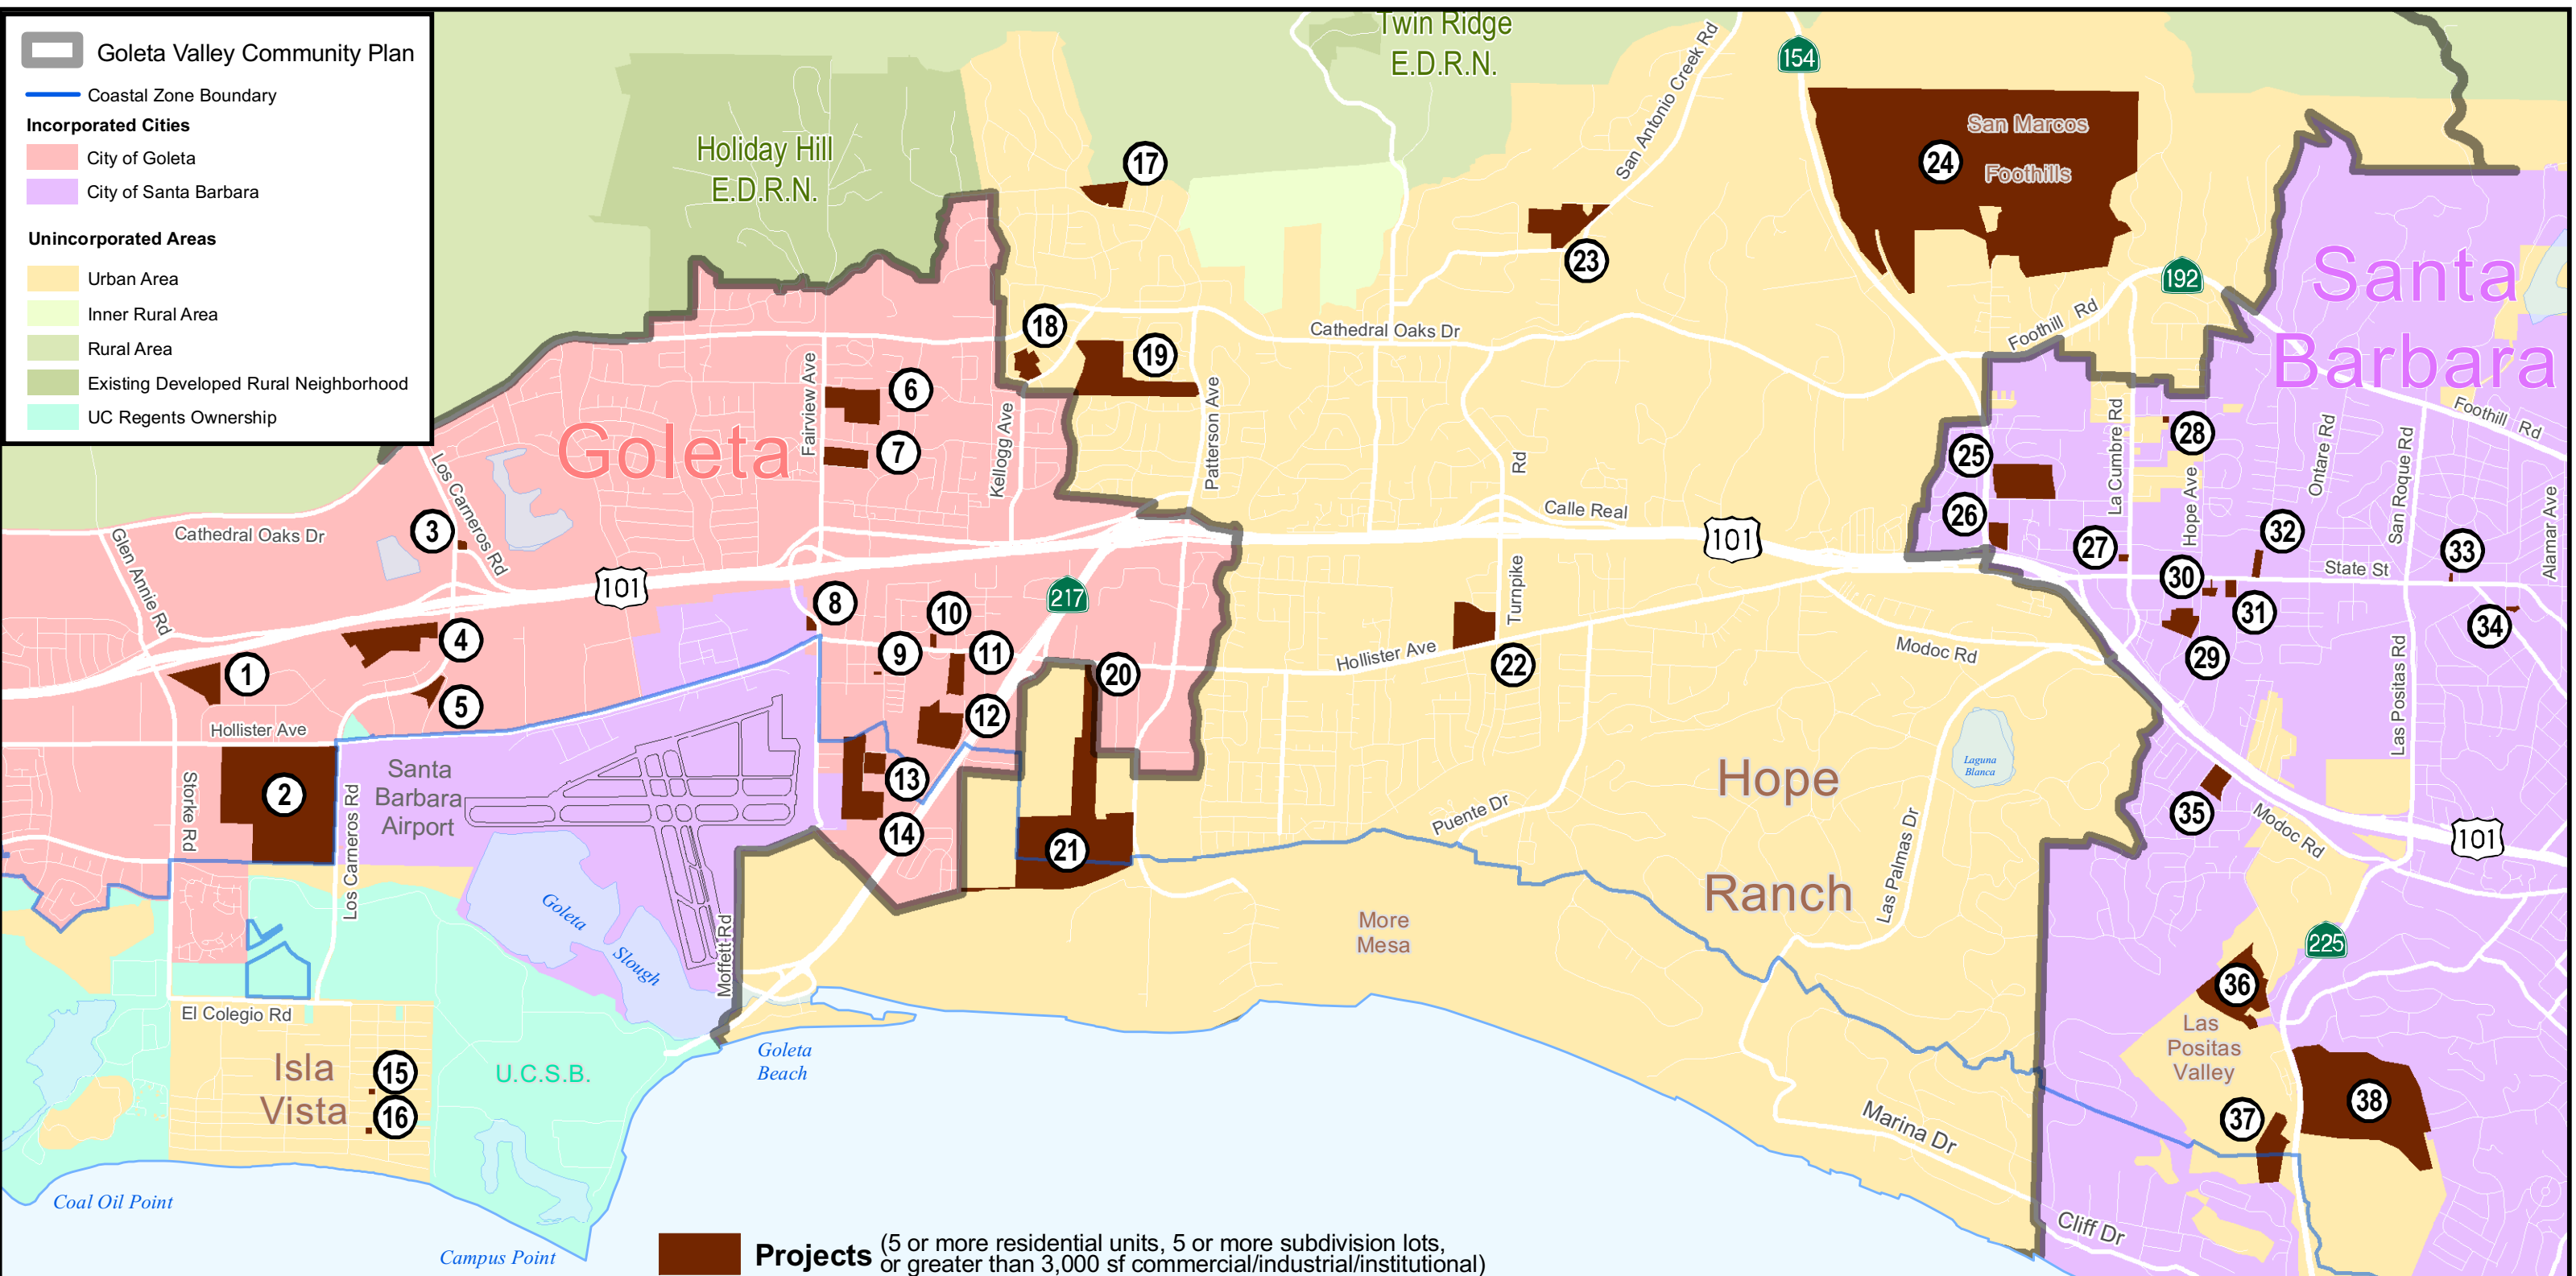 Goleta Valley Community Plan
Coastal Zone Boundary
Incorporated Cities
City of Goleta
City of Santa Barbara
Unincorporated Areas
Urban Area
Inner Rural Area
Rural Area
Existing Developed Rural Neighborhood
UC Regents Ownership
Twin Ridge
E.D.R.N.
Holiday Hill
E.D.R.N.
San Antonio Creek Rd
154
San Marcos
Foothills
24
17
23
192
Santa
Barbara
Foothill Rd
Foothill Rd
18
19
Cathedral Oaks Dr
Goleta
Fairview Ave
6
7
Kellogg Ave
Patterson Ave
Turnpike Rd
Calle Real
101
25
26
27
28
La Cumbre Rd
Hope Ave
Ontare Rd
San Roque Rd
Alamar Ave
32
33
30
31
State St
34
29
Las Positas Rd
Los Carneros Rd
3
Cathedral Oaks Dr
Glen Annie Rd
101
217
8
10
9
11
4
1
5
12
20
22
Hollister Ave
Modoc Rd
Hollister Ave
2
Storke Rd
Los Carneros Rd
Santa
Barbara
Airport
13
14
21
Puente Dr
Hope
Ranch
Laguna
Blanca
Las Palmas Dr
35
Modoc Rd
101
More
Mesa
Goleta
Slough
Moffett Rd
225
36
Las
Positas
Valley
37
38
El Colegio Rd
Isla
Vista
15
16
U.C.S.B.
Goleta
Beach
Marina Dr
Cliff Dr
Coal Oil Point
Campus Point
Projects (5 or more residential units, 5 or more subdivision lots,
or greater than 3,000 sf commercial/industrial/institutional)